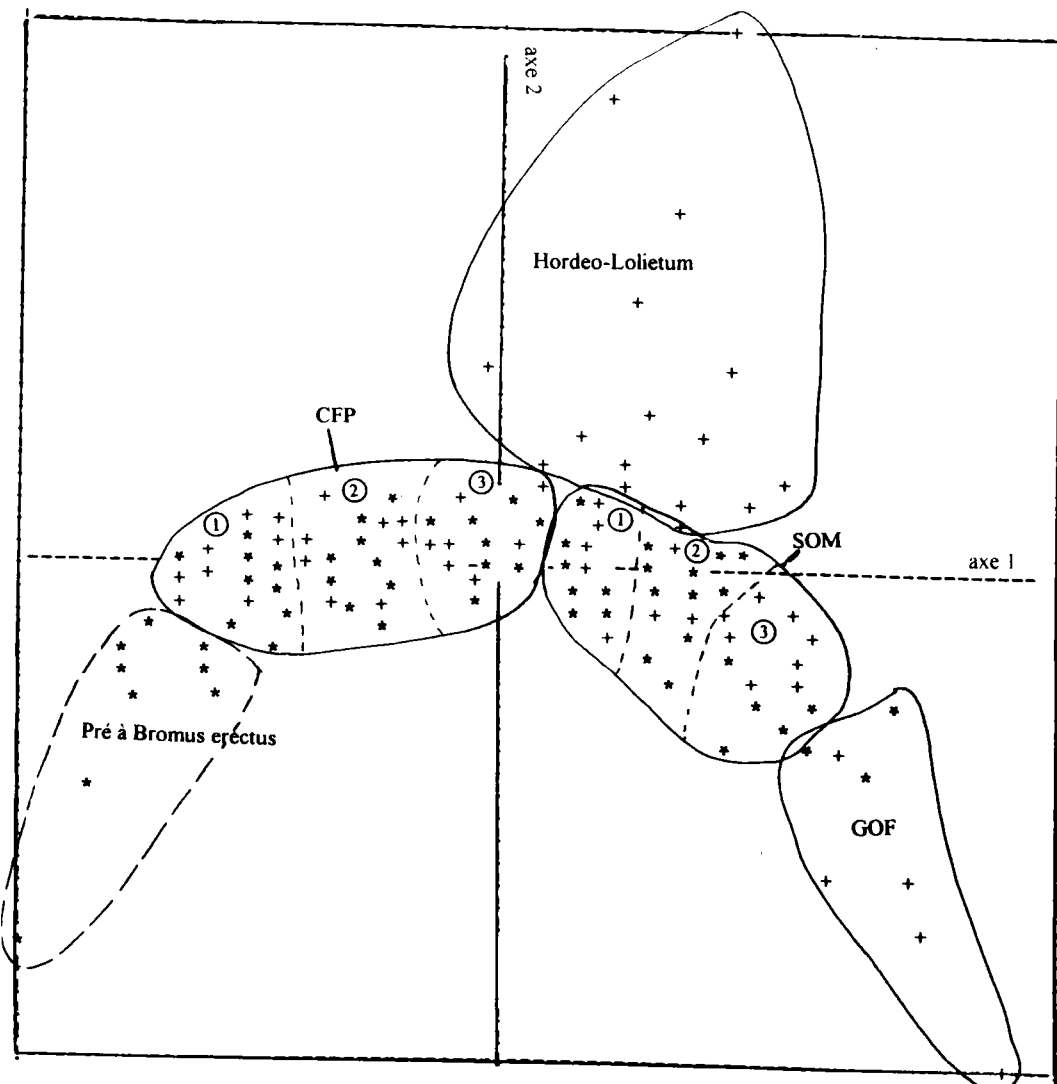 axe 2
Hordeo-Lolietum
CFP
① ② ③
① ② ③
SOM
axe 1
Pré à Bromus erectus
GOF